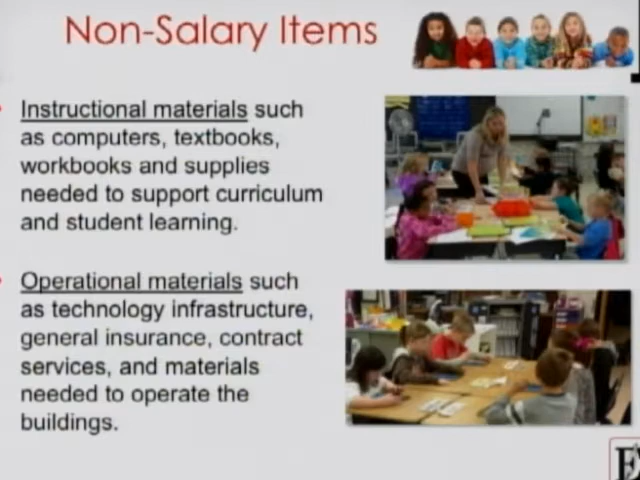 Non-Salary Items
Instructional materials such
as computers, textbooks,
workbooks and supplies
needed to support curriculum
and student learning.
Operational materials such
as technology infrastructure,
general insurance, contract
services, and materials
needed to operate the
buildings.
E